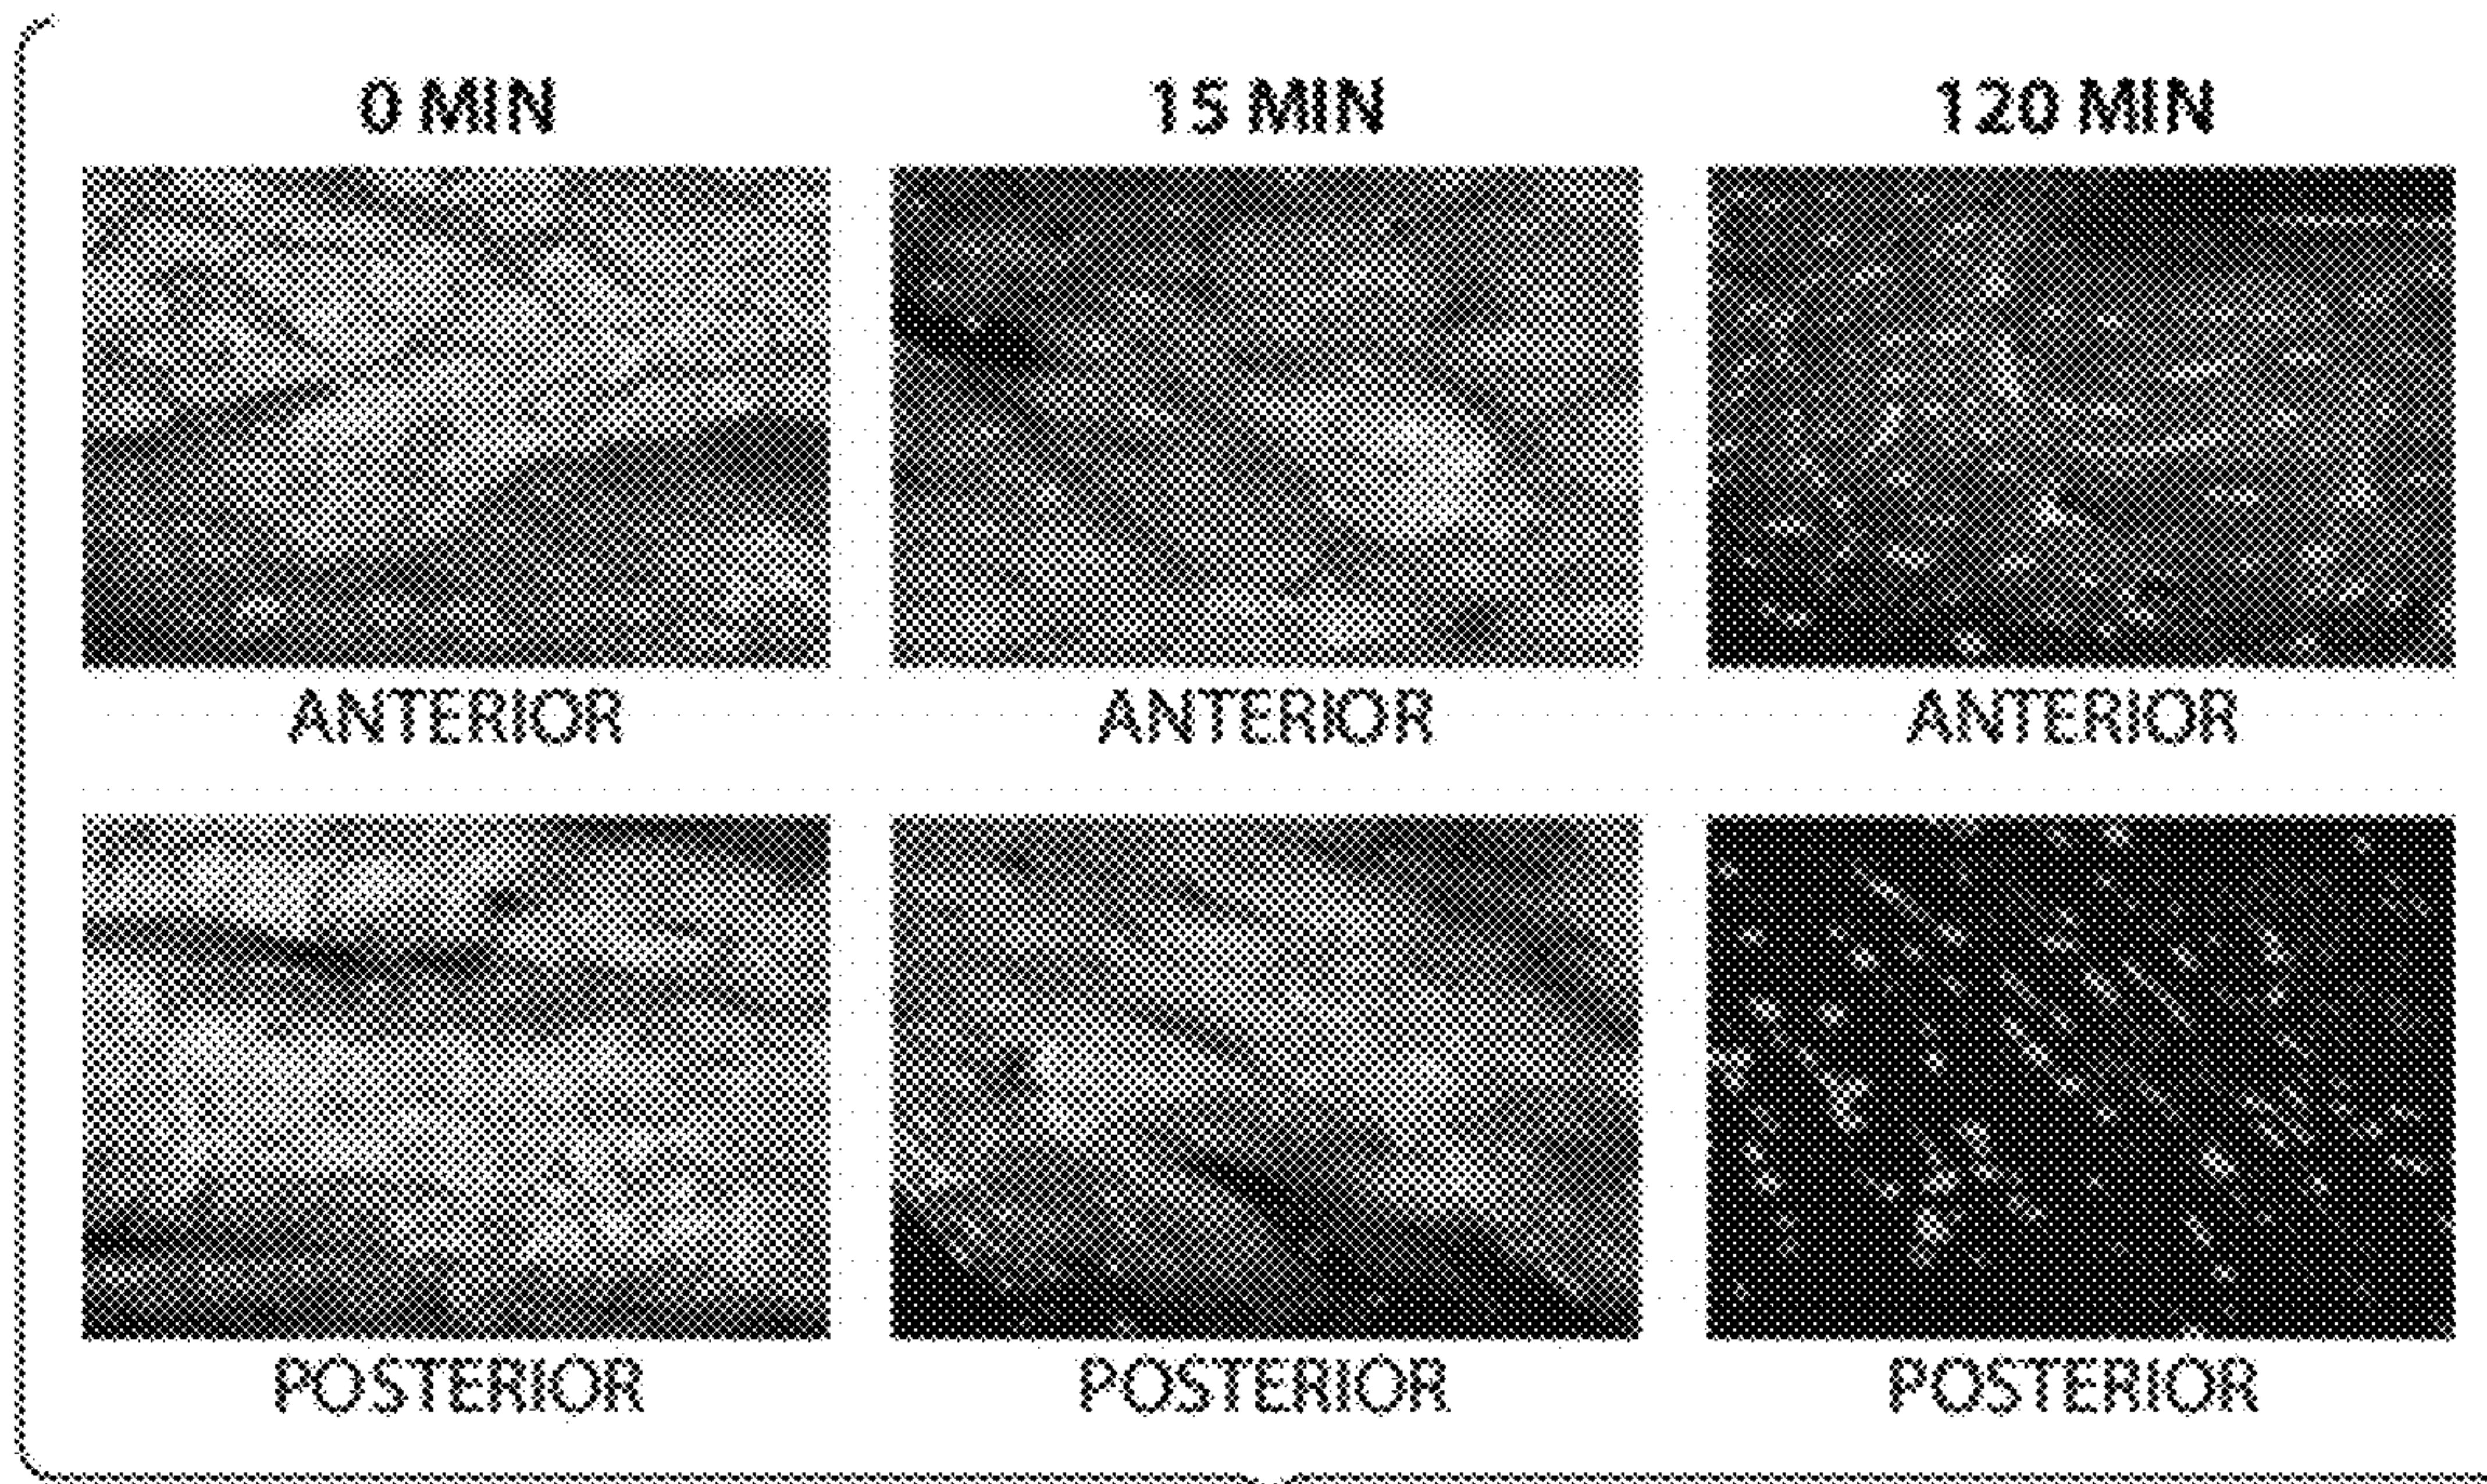 0 MIN 15 MIN 120 MIN
ANTERIOR ANTERIOR ANTERIOR
POSTERIOR POSTERIOR POSTERIOR